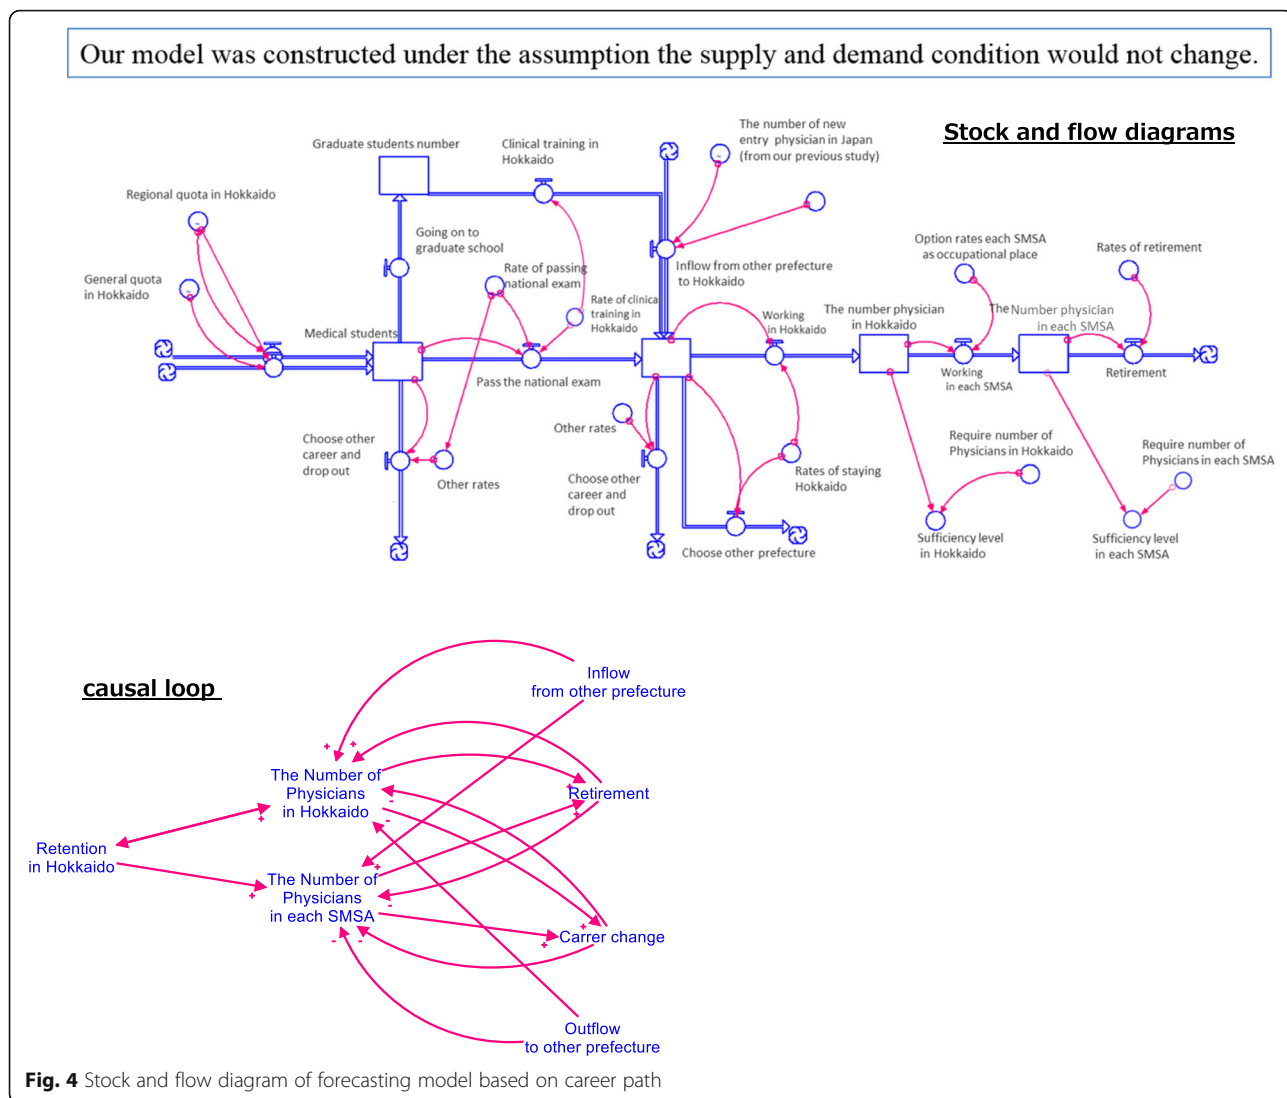 Our model was constructed under the assumption the supply and demand condition would not change.
Stock and flow diagrams
Graduate students number
Clinical training in
Hokkaido
The number of new
entry physician in Japan
(from our previous study)
Regional quota in Hokkaido
General quota
in Hokkaido
Going on to
graduate school
Rate of passing
national exam
Rate of clinical
training in
Hokkaido
Inflow from other prefecture
to Hokkaido
Option rates each SMSA
as occupational place
Rates of retirement
Medical students
Working
in Hokkaido
The number physician
in Hokkaido
The Number physician
in each SMSA
Pass the national exam
Working
in each SMSA
Retirement
Choose other
career and
drop out
Other rates
Other rates
Choose other
career and
drop out
Rates of staying
Hokkaido
Choose other prefecture
Require number of
Physicians in Hokkaido
Require number of
Physicians in each SMSA
Sufficiency level
in Hokkaido
Sufficiency level
in each SMSA
causal loop
Inflow
from other prefecture
+ +
The Number of
Physicians
in Hokkaido
+
-
-
+
Retirement
+
Retention
in Hokkaido
+
+
The Number of
Physicians
in each SMSA
-
- -
+
+
Carrer change
Outflow
to other prefecture
Fig. 4 Stock and flow diagram of forecasting model based on career path